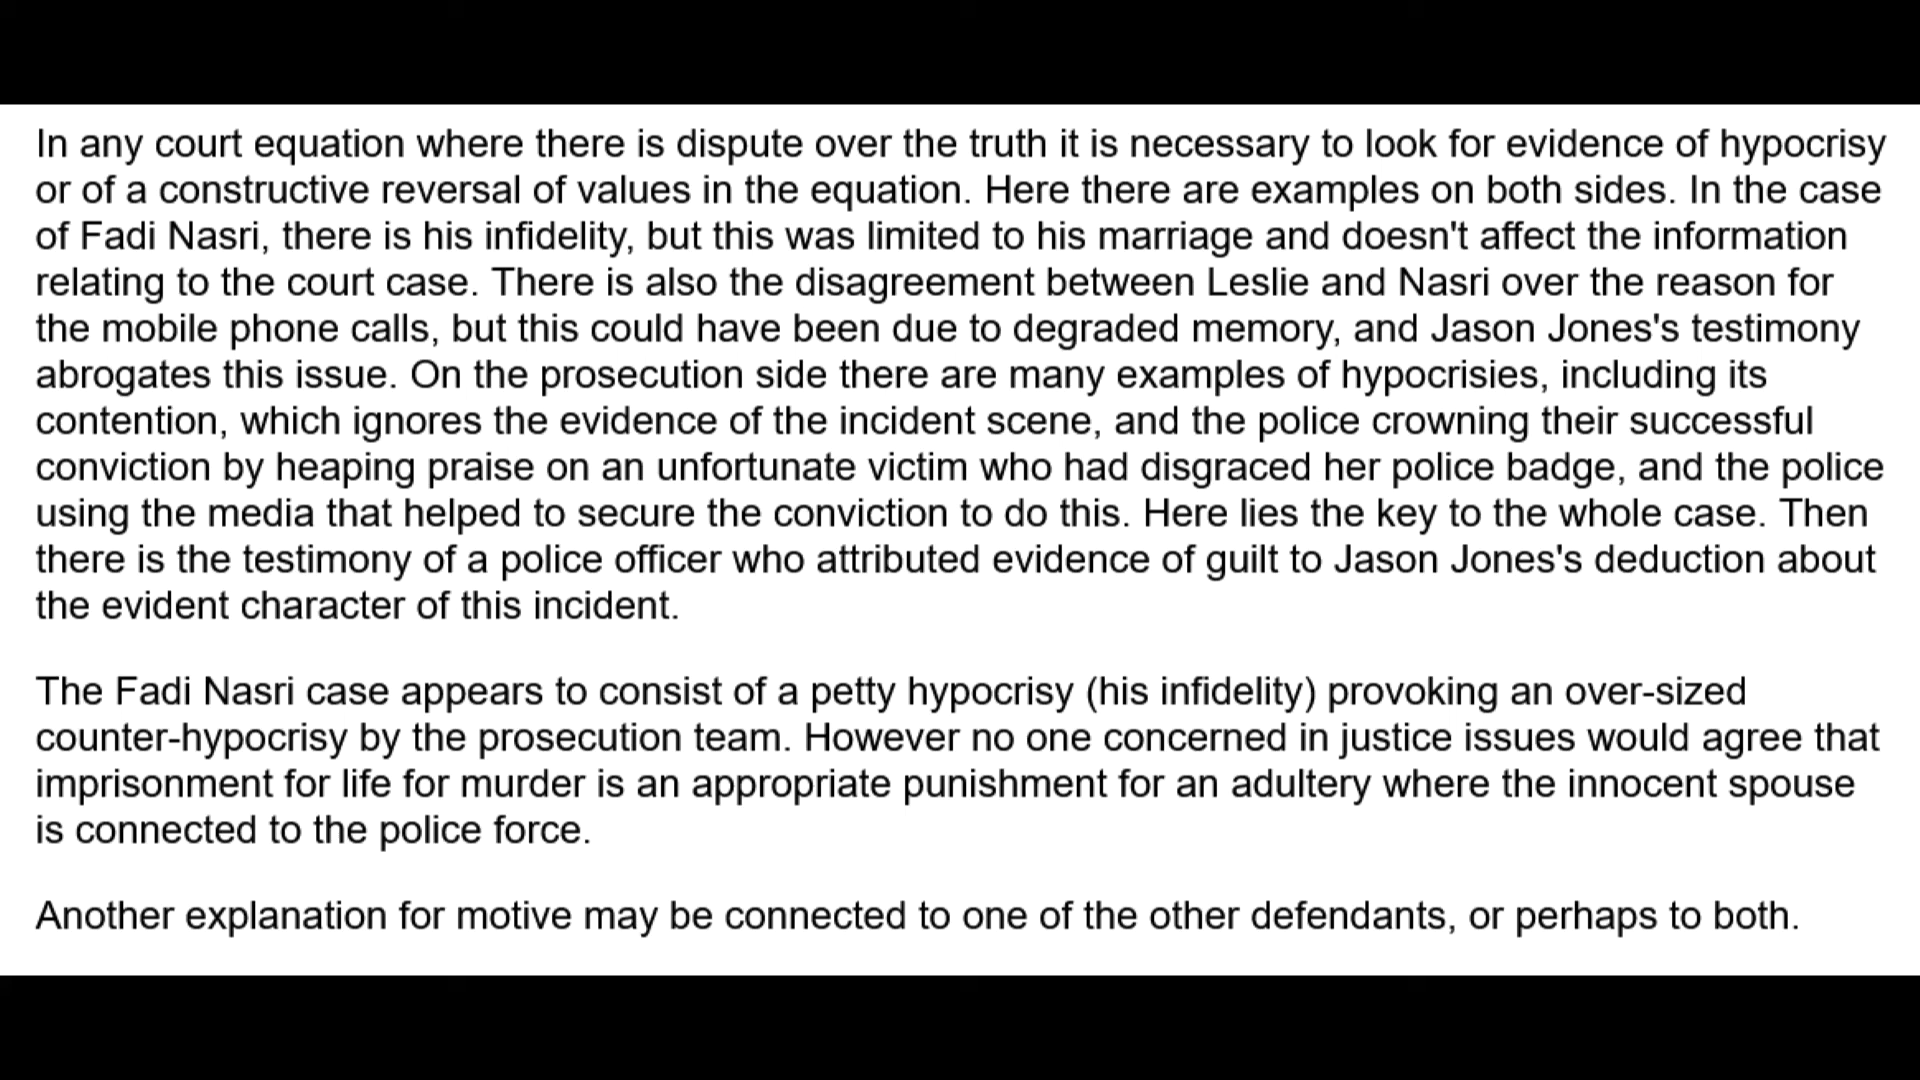 In any court equation where there is dispute over the truth it is necessary to look for evidence of hypocrisy
or of a constructive reversal of values in the equation. Here there are examples on both sides. In the case
of Fadi Nasri, there is his infidelity, but this was limited to his marriage and doesn't affect the information
relating to the court case. There is also the disagreement between Leslie and Nasri over the reason for
the mobile phone calls, but this could have been due to degraded memory, and Jason Jones's testimony
abrogates this issue. On the prosecution side there are many examples of hypocrisies, including its
contention, which ignores the evidence of the incident scene, and the police crowning their successful
conviction by heaping praise on an unfortunate victim who had disgraced her police badge, and the police
using the media that helped to secure the conviction to do this. Here lies the key to the whole case. Then
there is the testimony of a police officer who attributed evidence of guilt to Jason Jones's deduction about
the evident character of this incident.

The Fadi Nasri case appears to consist of a petty hypocrisy (his infidelity) provoking an over-sized
counter-hypocrisy by the prosecution team. However no one concerned in justice issues would agree that
imprisonment for life for murder is an appropriate punishment for an adultery where the innocent spouse
is connected to the police force.

Another explanation for motive may be connected to one of the other defendants, or perhaps to both.